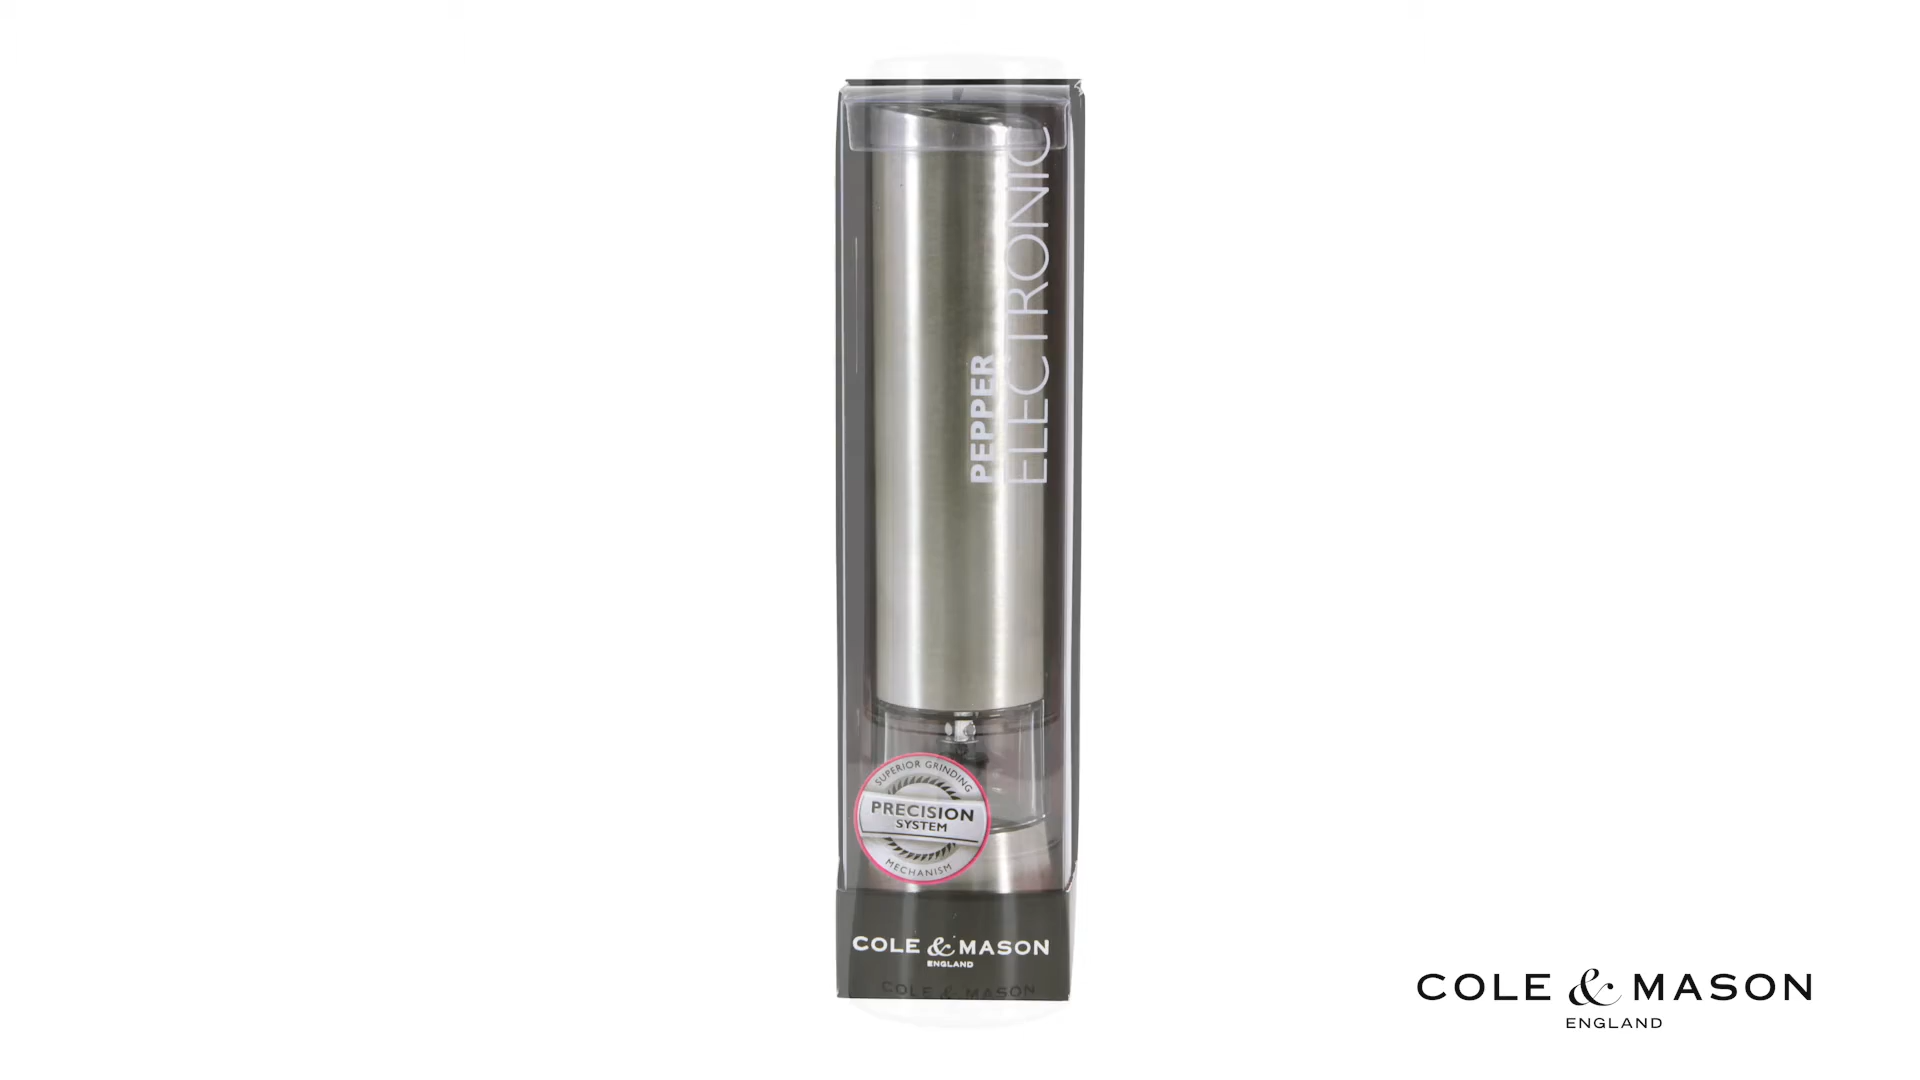 PEPPER
ELECTRONIC
SUPERIOR GRINDING
PRECISION
SYSTEM
MECHANISM
COLE & MASON
ENGLAND
COLE & MASON
COLE & MASON
ENGLAND